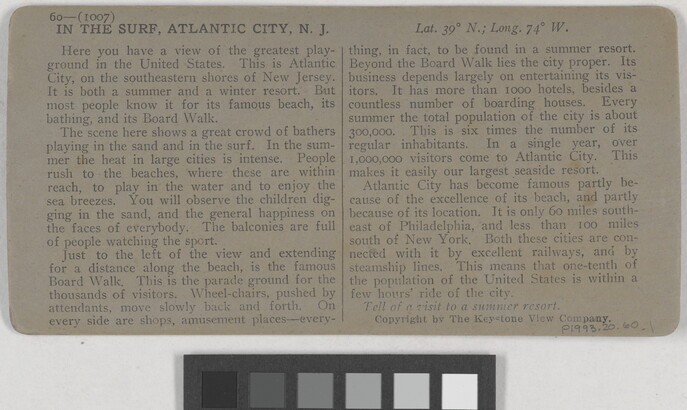 60—(1007)
IN THE SURF, ATLANTIC CITY, N. J.
Lat. 39° N.; Long. 74° W.
Here you have a view of the greatest play-
ground in the United States. This is Atlantic
City, on the southeastern shores of New Jersey.
It is both a summer and a winter resort. But
most people know it for its famous beach, its
bathing, and its Board Walk.
The scene here shows a great crowd of bathers
playing in the sand and in the surf. In the sum-
mer the heat in large cities is intense. People
rush to the beaches, where these are within
reach, to play in the water and to enjoy the
sea breezes. You will observe the children dig-
ging in the sand, and the general happiness on
the faces of everybody. The balconies are full
of people watching the sport.
Just to the left of the view and extending
for a distance along the beach, is the famous
Board Walk. This is the parade ground for the
thousands of visitors. Wheel-chairs, pushed by
attendants, move slowly back and forth. On
every side are shops, amusement places—every-
thing, in fact, to be found in a summer resort.
Beyond the Board Walk lies the city proper. Its
business depends largely on entertaining its vis-
itors. It has more than 1000 hotels, besides a
countless number of boarding houses. Every
summer the total population of the city is about
300,000. This is six times the number of its
regular inhabitants. In a single year, over
1,000,000 visitors come to Atlantic City. This
makes it easily our largest seaside resort.
Atlantic City has become famous partly be-
cause of the excellence of its beach, and partly
because of its location. It is only 60 miles south-
east of Philadelphia, and less than 100 miles
south of New York. Both these cities are con-
nected with it by excellent railways, and by
steamship lines. This means that one-tenth of
the population of the United States is within a
few hours' ride of the city.
Tell of a visit to a summer resort.
Copyright by The Keystone View Company.
P1993.20.60.1